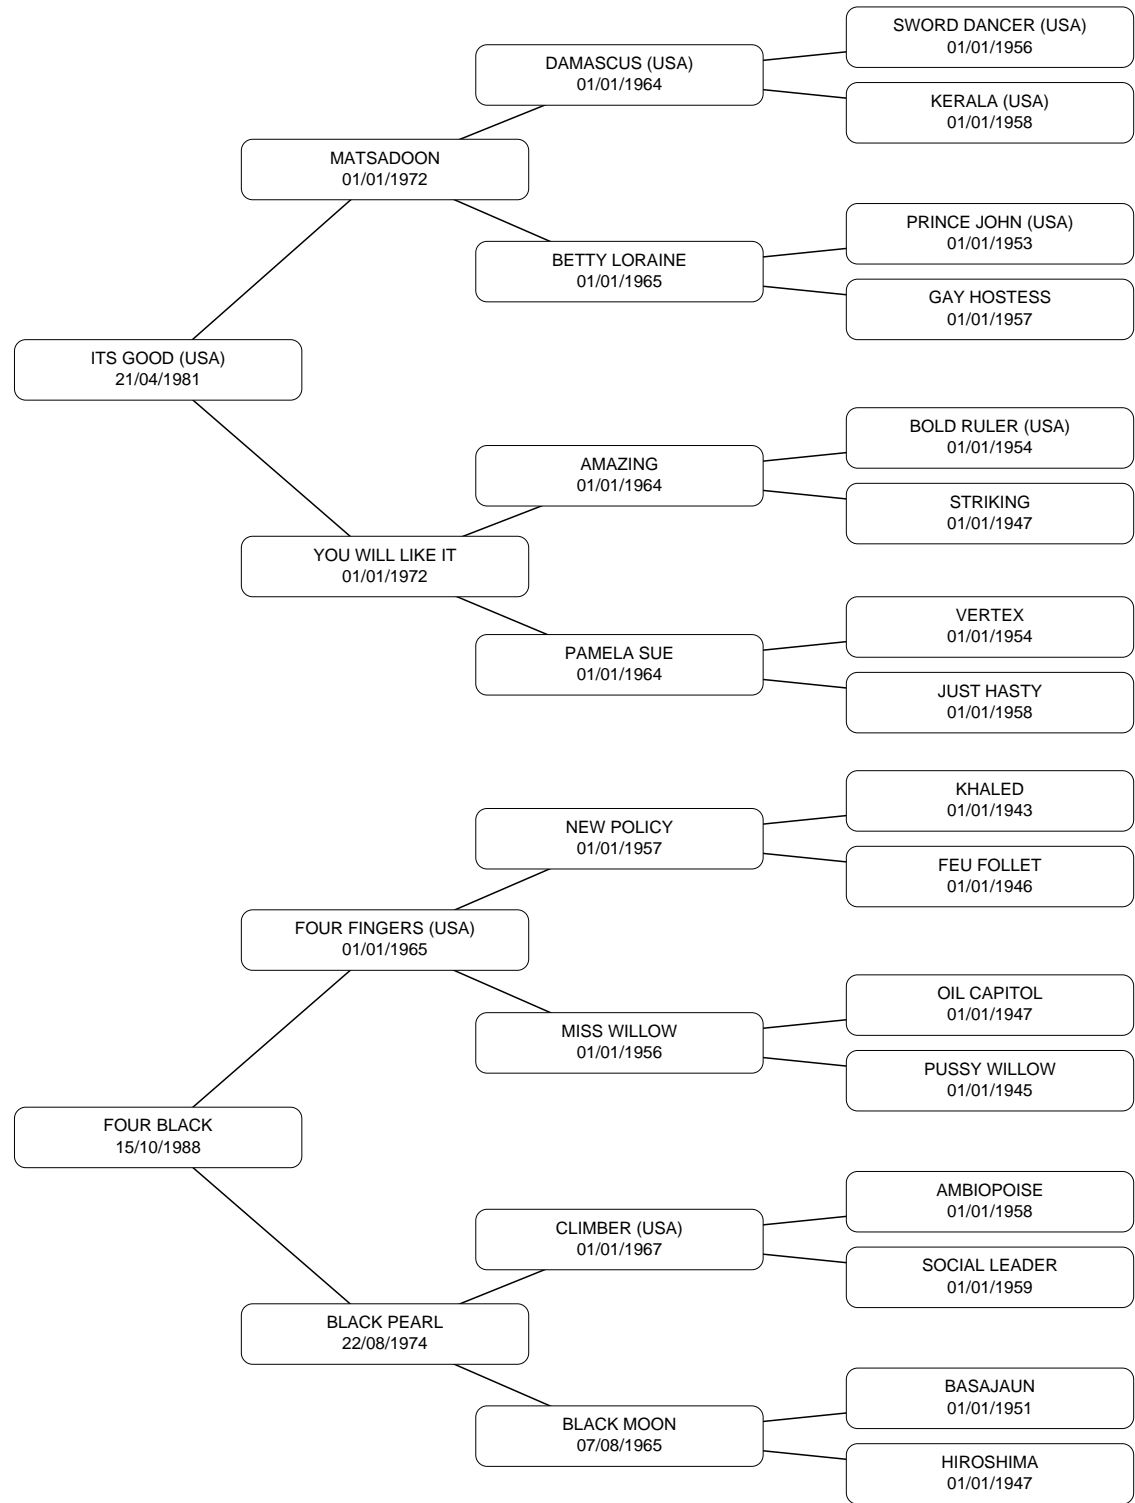 SWORD DANCER (USA)
01/01/1956
DAMASCUS (USA)
01/01/1964
KERALA (USA)
01/01/1958
MATSADOON
01/01/1972
PRINCE JOHN (USA)
01/01/1953
BETTY LORAINE
01/01/1965
GAY HOSTESS
01/01/1957
ITS GOOD (USA)
21/04/1981
BOLD RULER (USA)
01/01/1954
AMAZING
01/01/1964
STRIKING
01/01/1947
YOU WILL LIKE IT
01/01/1972
VERTEX
01/01/1954
PAMELA SUE
01/01/1964
JUST HASTY
01/01/1958
KHALED
01/01/1943
NEW POLICY
01/01/1957
FEU FOLLET
01/01/1946
FOUR FINGERS (USA)
01/01/1965
OIL CAPITOL
01/01/1947
MISS WILLOW
01/01/1956
PUSSY WILLOW
01/01/1945
FOUR BLACK
15/10/1988
AMBIOPOISE
01/01/1958
CLIMBER (USA)
01/01/1967
SOCIAL LEADER
01/01/1959
BLACK PEARL
22/08/1974
BASAJAUN
01/01/1951
BLACK MOON
07/08/1965
HIROSHIMA
01/01/1947